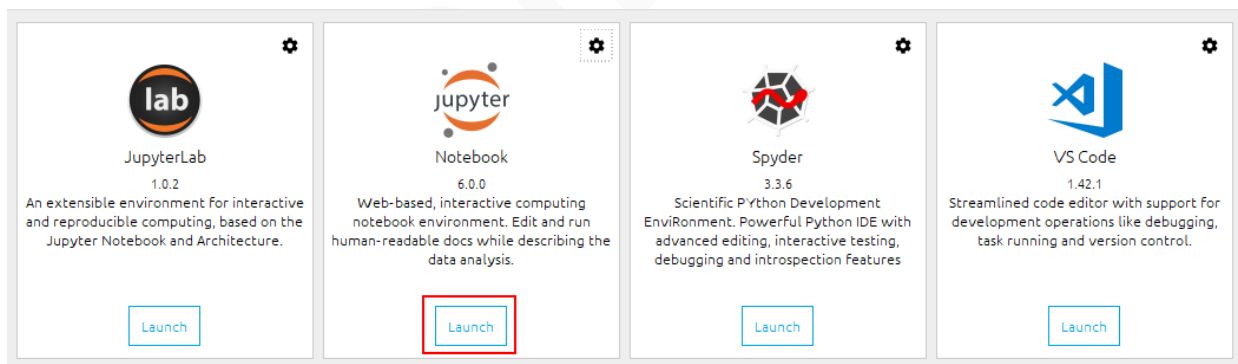 lab
JupyterLab
1.0.2
An extensible environment for interactive
and reproducible computing, based on the
Jupyter Notebook and Architecture.
Launch
jupyter
Notebook
6.0.0
Web-based, interactive computing
notebook environment. Edit and run
human-readable docs while describing the
data analysis.
Launch
Spyder
3.3.6
Scientific PYthon Development
EnviRonment. Powerful Python IDE with
advanced editing, interactive testing,
debugging and introspection features
Launch
VS Code
1.42.1
Streamlined code editor with support for
development operations like debugging,
task running and version control.
Launch